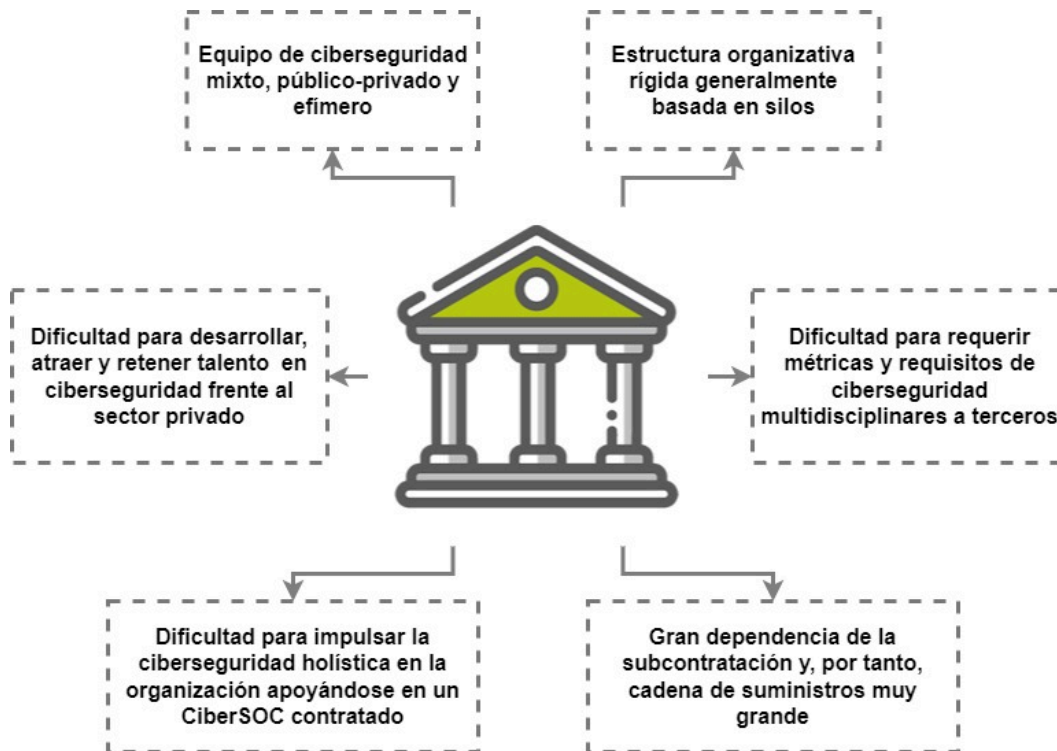 Equipo de ciberseguridad
mixto, público-privado y
efímero
Estructura organizativa
rígida generalmente
basada en silos
Dificultad para desarrollar,
atraer y retener talento en
ciberseguridad frente al
sector privado
Dificultad para requerir
métricas y requisitos de
ciberseguridad
multidisciplinares a terceros
Dificultad para impulsar la
ciberseguridad holística en la
organización apoyándose en un
CiberSOC contratado
Gran dependencia de la
subcontratación y, por tanto,
cadena de suministros muy
grande